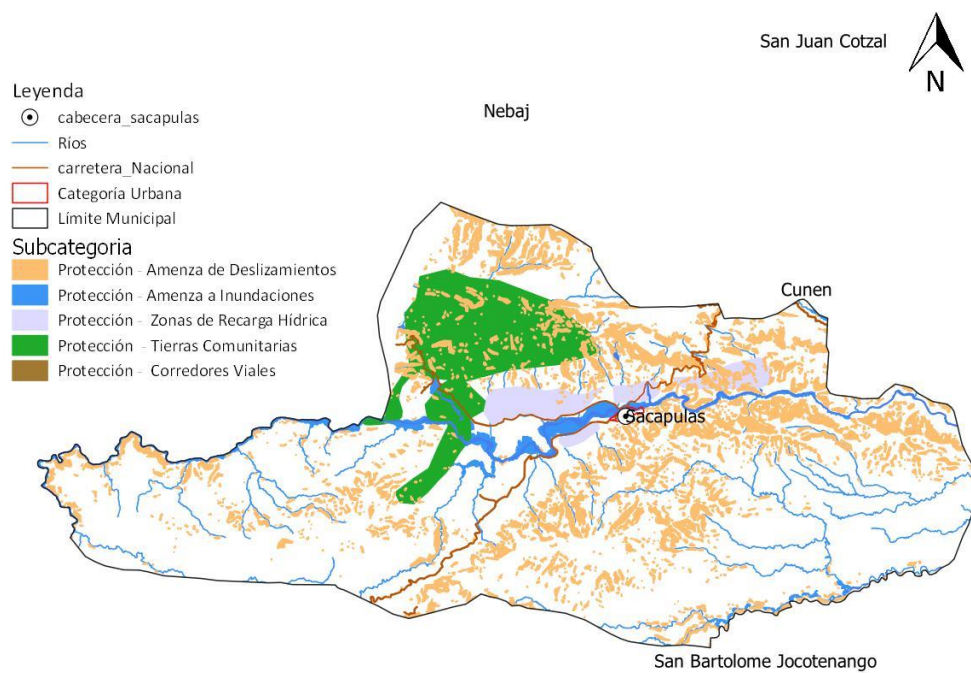 San Juan Cotzal
N
Nebaj
Leyenda
cabecera_sacapulas
Ríos
carretera_Nacional
Categoría Urbana
Límite Municipal
Subcategoria
Protección - Amenza de Deslizamientos
Protección - Amenza a Inundaciones
Protección - Zonas de Recarga Hídrica
Protección - Tierras Comunitarias
Protección - Corredores Viales
Cunen
Sacapulas
San Bartolome Jocotenango